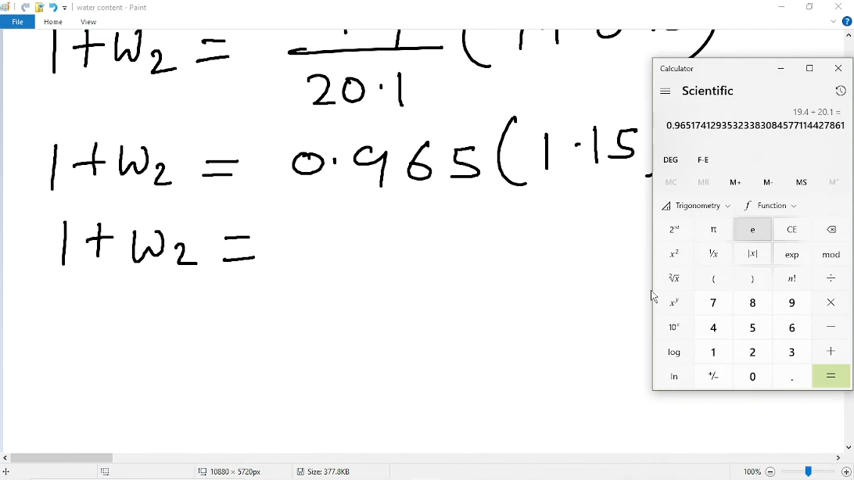 water content - Paint
File Home View
1+w2 = 20.1 (
1+w2 = 0.965(1.15
1+w2 =
Calculator
Scientific
19.4 ÷ 20.1 =
0.96517412935323383084577114427861
DEG F-E
MC MR M+ M- MS M˅
Trigonometry Function
2ⁿᵈ π e CE
x² ¹/x |x| exp mod
²√x ( ) n! ÷
xʸ 7 8 9 ×
10ˣ 4 5 6 −
log 1 2 3 +
ln +/− 0 . =
10880 × 5720px Size: 377.8KB 100%